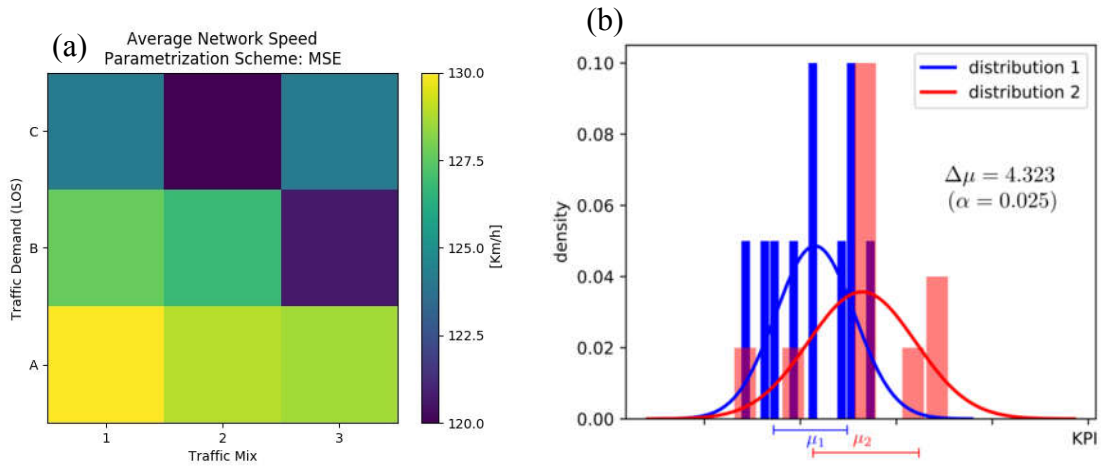 (a)
Average Network Speed
Parametrization Scheme: MSE
Traffic Demand (LOS)
C
B
A
1 2 3
Traffic Mix
130.0
127.5
125.0
122.5
120.0
[Km/h]
(b)
density
0.10
0.08
0.06
0.04
0.02
0.00
distribution 1
distribution 2
Δμ = 4.323
(α = 0.025)
μ1
μ2
KPI